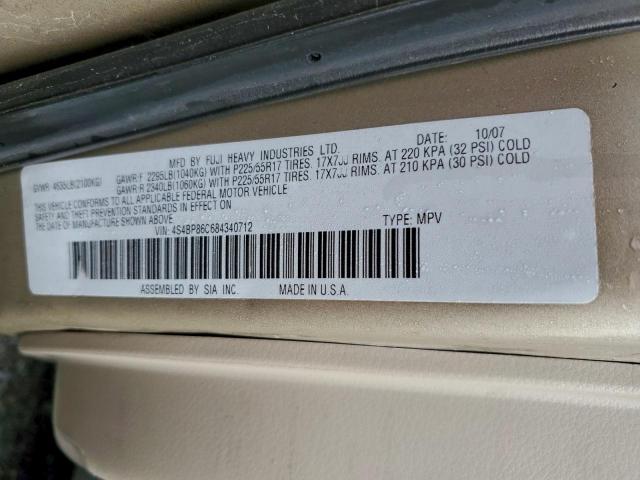 MFD BY FUJI HEAVY INDUSTRIES LTD. DATE: 10/07
GVWR: 4635LB(2100KG) GAWR:F 2295LB(1040KG) WITH P225/55R17 TIRES. 17X7JJ RIMS. AT 220 KPA (32 PSI) COLD
GAWR:R 2340LB(1060KG) WITH P225/55R17 TIRES. 17X7JJ RIMS. AT 210 KPA (30 PSI) COLD
THIS VEHICLE CONFORMS TO ALL APPLICABLE FEDERAL MOTOR VEHICLE
SAFETY AND THEFT PREVENTION STANDARDS IN EFFECT ON
THE DATE OF MANUFACTURE SHOWN ABOVE.
VIN: 4S4BP86C684340712 TYPE: MPV
ASSEMBLED BY SIA INC. MADE IN U.S.A.